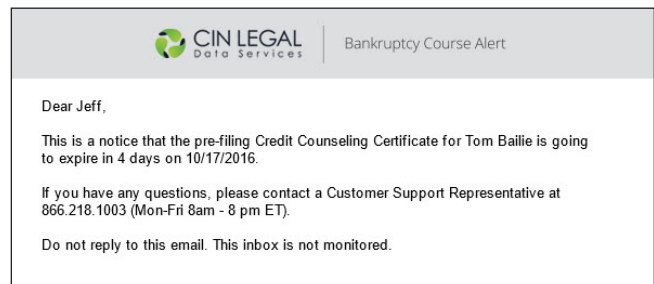 CIN LEGAL
Data Services
Bankruptcy Course Alert
Dear Jeff,
This is a notice that the pre-filing Credit Counseling Certificate for Tom Bailie is going
to expire in 4 days on 10/17/2016.
If you have any questions, please contact a Customer Support Representative at
866.218.1003 (Mon-Fri 8am - 8 pm ET).
Do not reply to this email. This inbox is not monitored.